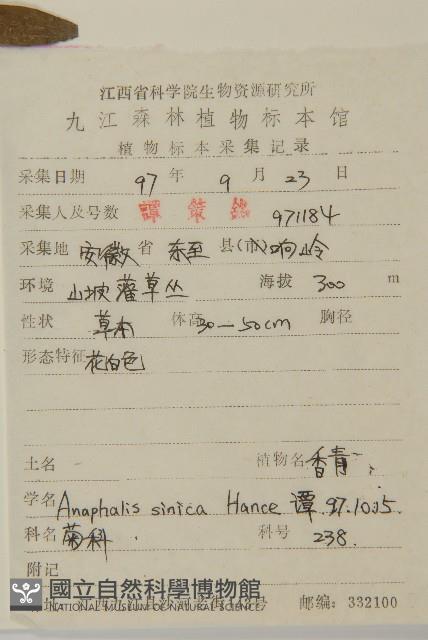 江西省科学院生物资源研究所
九江森林植物标本馆
植物标本采集记录
采集日期 97 年 9 月 23 日
采集人及号数 譚策銘 971184
采集地 安徽 省 东至 县(市) 岭
环境 山坡灌草丛 海拔 300 m
性状 草本 体高 30—50cm 胸径
形态特征 花白色
土名 植物名 香青
学名 Anaphalis sinica Hance 谭.97.10.15.
科名 菊科 科号 238.
附记
國立自然科學博物館
NATIONAL MUSEUM OF NATURAL SCIENCE
号 邮编: 332100